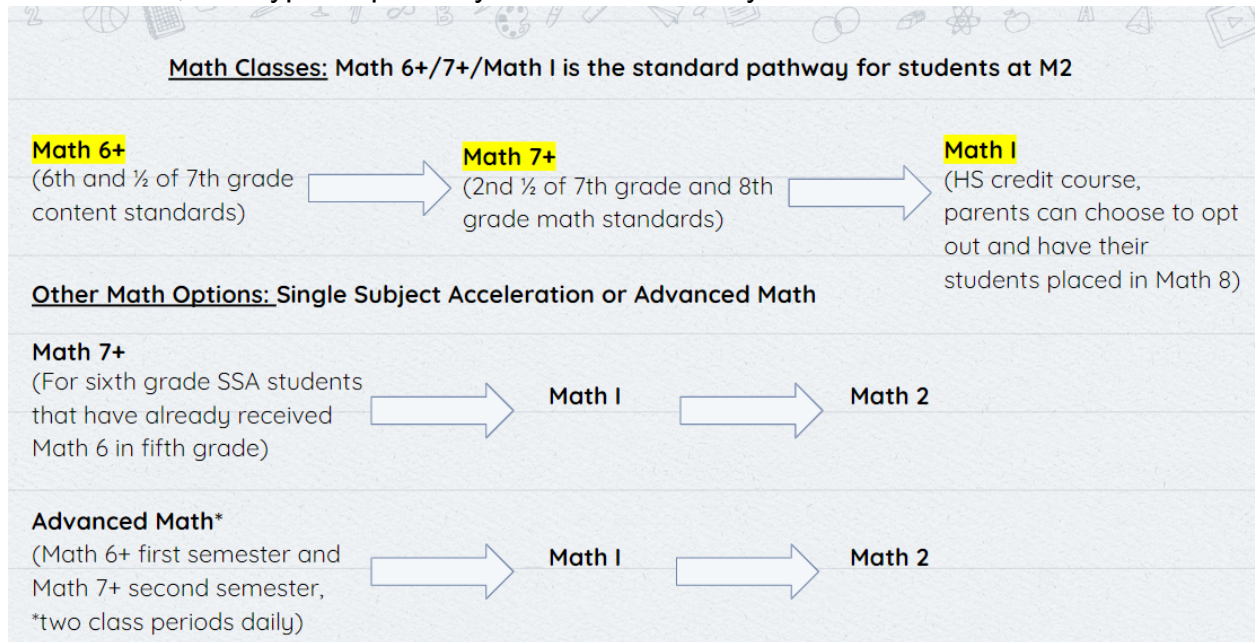 Math Classes: Math 6+/7+/Math I is the standard pathway for students at M2
Math 6+
(6th and ½ of 7th grade
content standards)
Math 7+
(2nd ½ of 7th grade and 8th
grade math standards)
Math I
(HS credit course,
parents can choose to opt
out and have their
students placed in Math 8)
Other Math Options: Single Subject Acceleration or Advanced Math
Math 7+
(For sixth grade SSA students
that have already received
Math 6 in fifth grade)
Math I
Math 2
Advanced Math*
(Math 6+ first semester and
Math 7+ second semester,
*two class periods daily)
Math I
Math 2